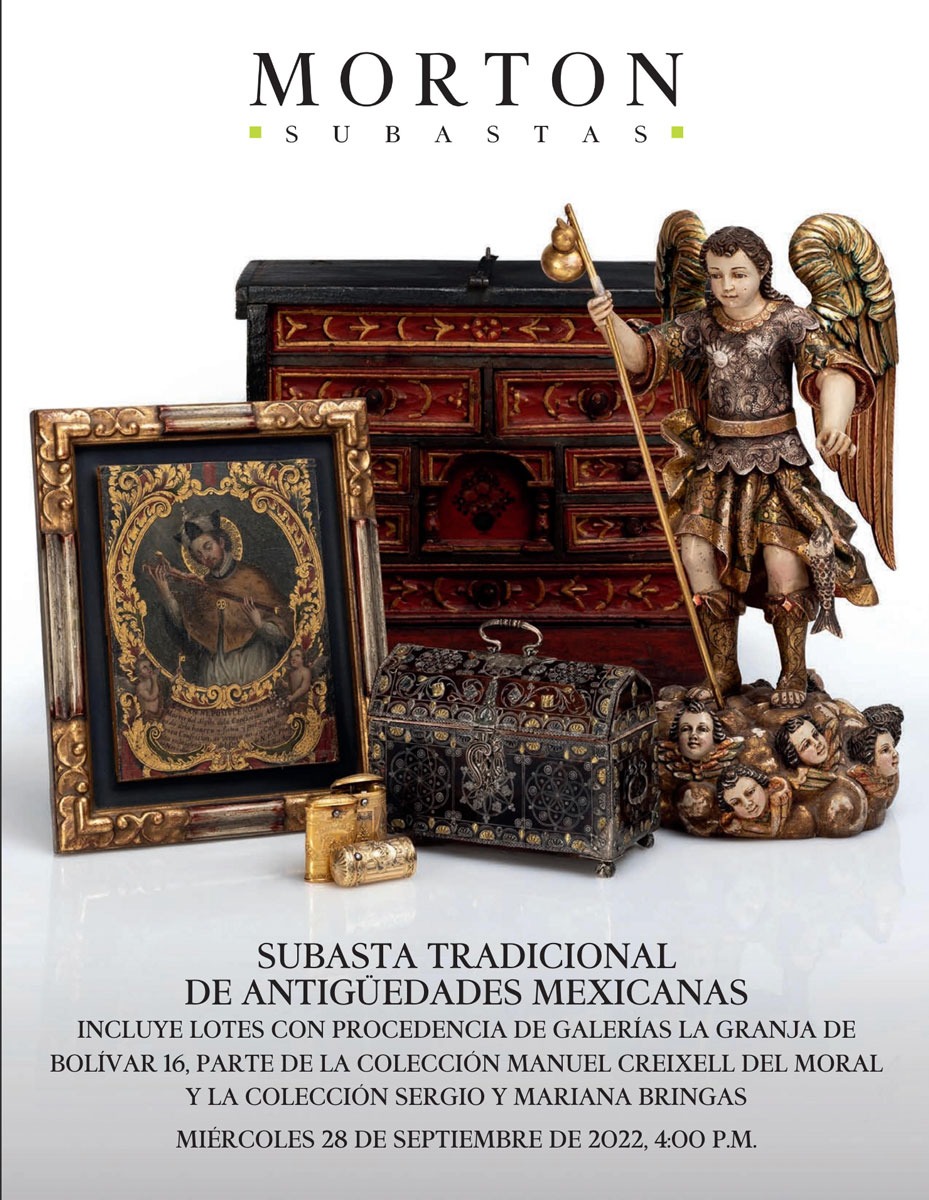 MORTON
SUBASTAS
SUBASTA TRADICIONAL
DE ANTIGÜEDADES MEXICANAS
INCLUYE LOTES CON PROCEDENCIA DE GALERÍAS LA GRANJA DE
BOLÍVAR 16, PARTE DE LA COLECCIÓN MANUEL CREIXELL DEL MORAL
Y LA COLECCIÓN SERGIO Y MARIANA BRINGAS
MIÉRCOLES 28 DE SEPTIEMBRE DE 2022, 4:00 P.M.